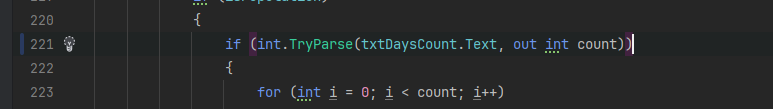 220 {
221 if (int.TryParse(txtDaysCount.Text, out int count))
222 {
223 for (int i = 0; i < count; i++)